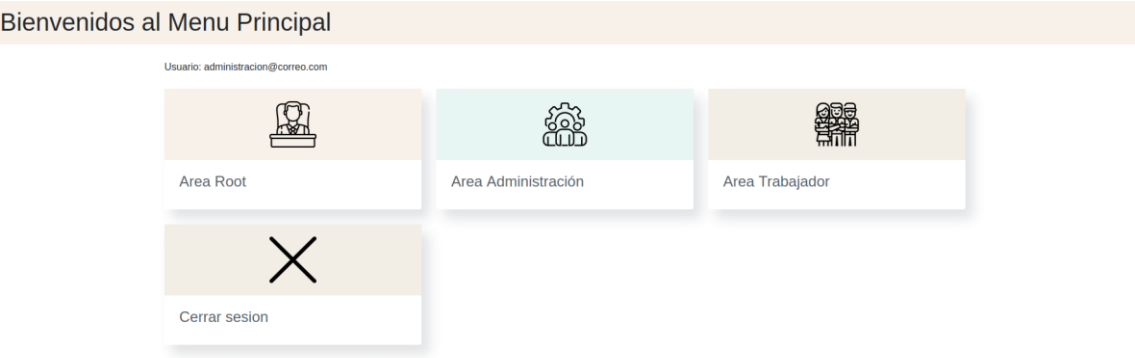 Bienvenidos al Menu Principal
Usuario: administracion@correo.com
Area Root
Area Administración
Area Trabajador
Cerrar sesion